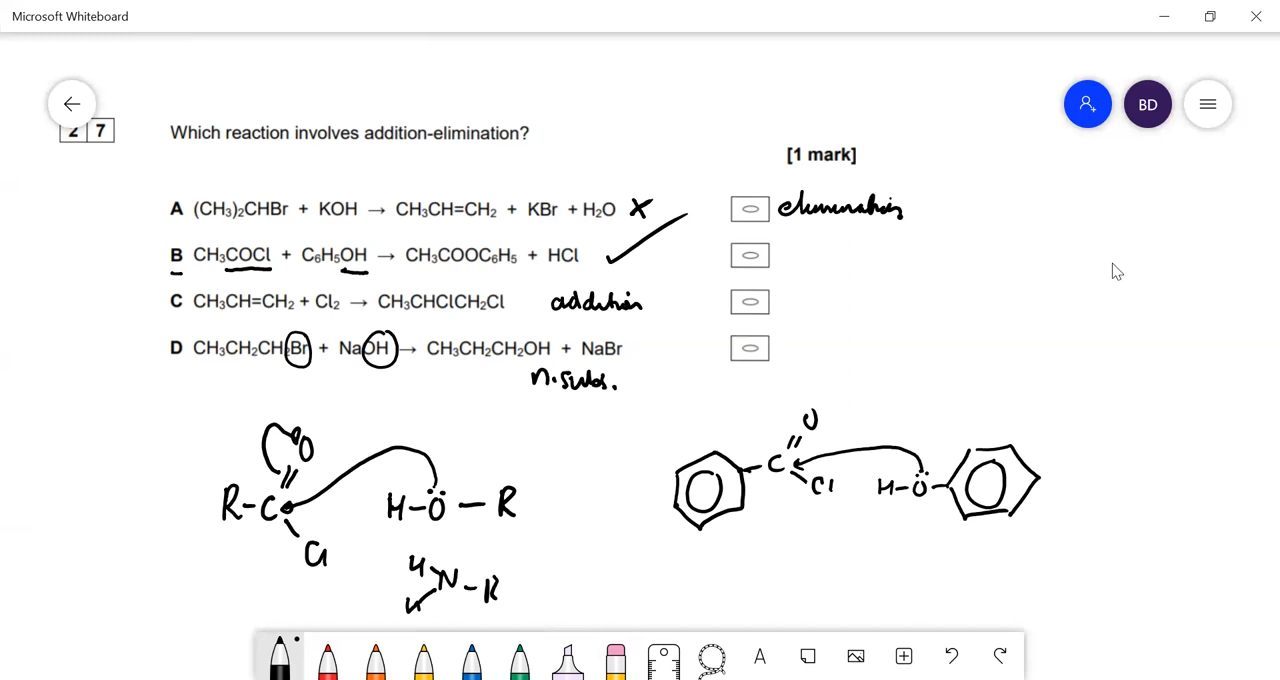 Microsoft Whiteboard
BD
2 7
Which reaction involves addition-elimination?
[1 mark]
A (CH₃)₂CHBr + KOH → CH₃CH=CH₂ + KBr + H₂O ✗ elimination
B CH₃COCl + C₆H₅OH → CH₃COOC₆H₅ + HCl ✓
C CH₃CH=CH₂ + Cl₂ → CH₃CHClCH₂Cl addition
D CH₃CH₂CH₂Br + NaOH → CH₃CH₂CH₂OH + NaBr
n.subs.
O
O
R-C H-Ö-R
C H-Ö
Cl
Cl
H
N-R
H
A